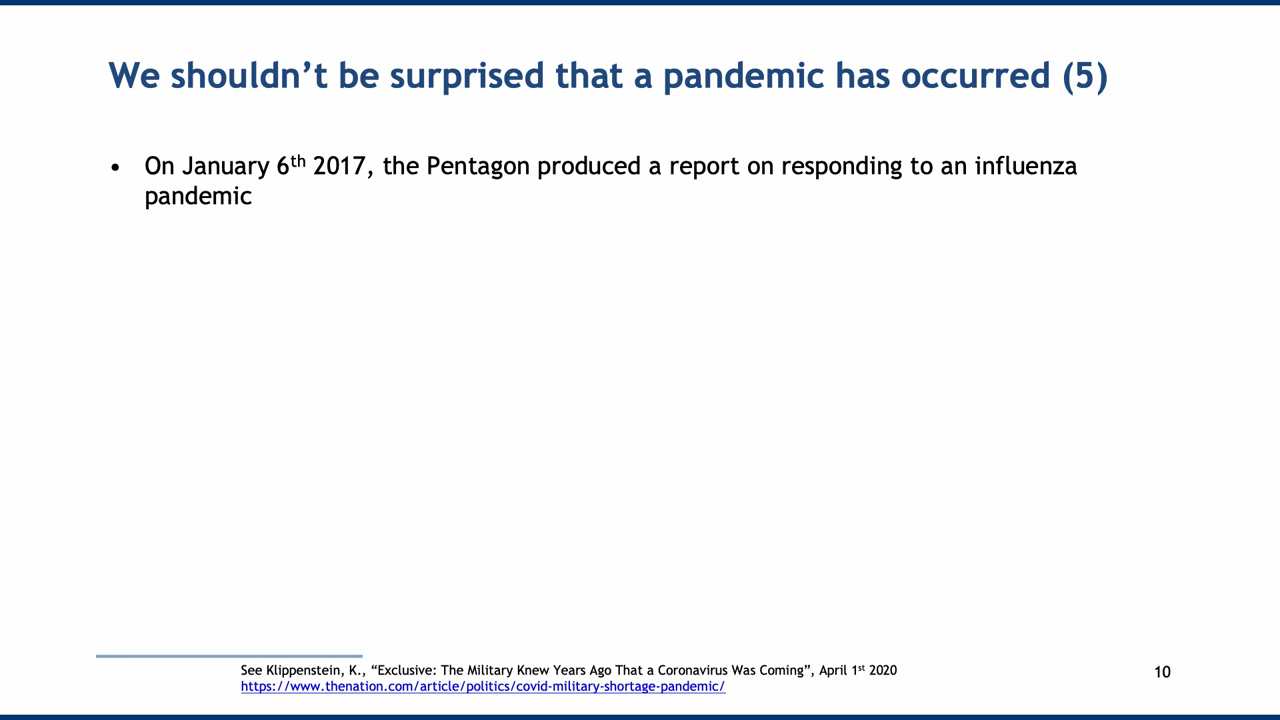 We shouldn’t be surprised that a pandemic has occurred (5)
• On January 6th 2017, the Pentagon produced a report on responding to an influenza
pandemic
See Klippenstein, K., “Exclusive: The Military Knew Years Ago That a Coronavirus Was Coming”, April 1st 2020
https://www.thenation.com/article/politics/covid-military-shortage-pandemic/
10